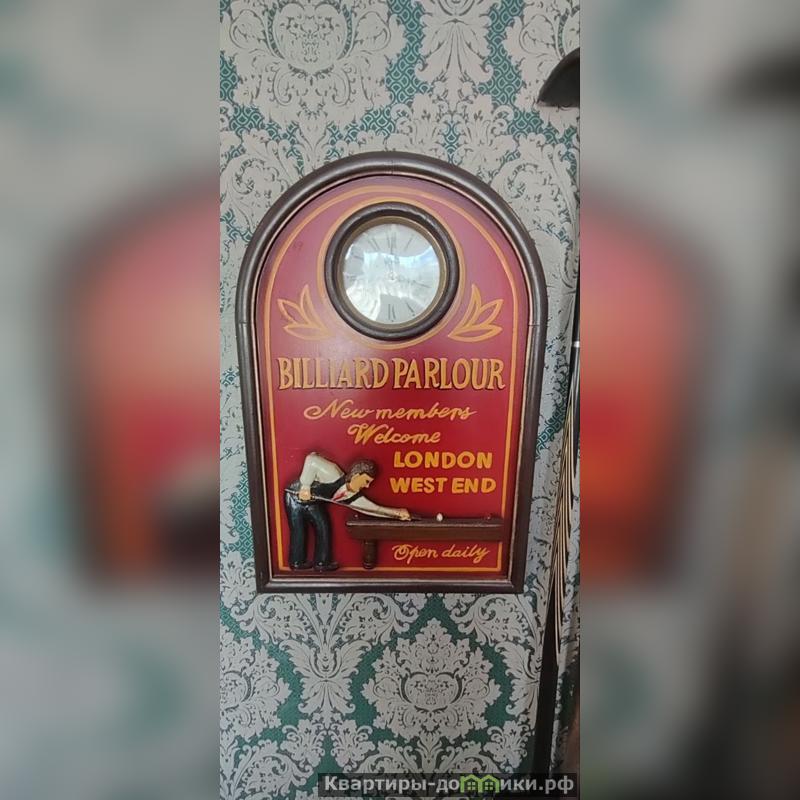 BILLIARD PARLOUR
New members
Welcome
LONDON
WEST END
Open daily
Квартиры-домики.рф